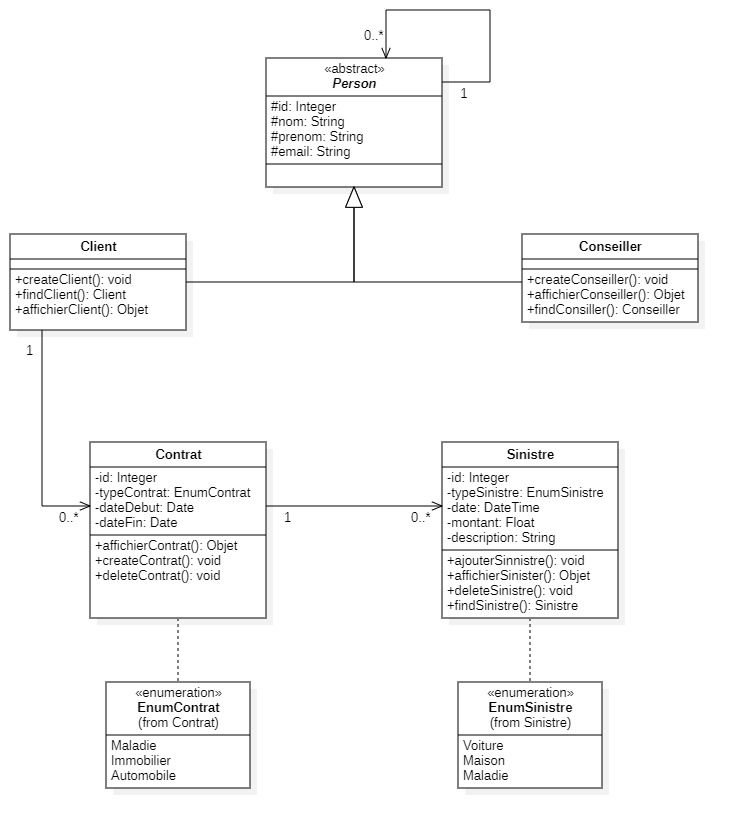 0..*
«abstract»
Person
1
#id: Integer
#nom: String
#prenom: String
#email: String
Client
+createClient(): void
+findClient(): Client
+affichierClient(): Objet
Conseiller
+createConseiller(): void
+affichierConseiller(): Objet
+findConsiller(): Conseiller
1
0..*
Contrat
-id: Integer
-typeContrat: EnumContrat
-dateDebut: Date
-dateFin: Date
+affichierContrat(): Objet
+createContrat(): void
+deleteContrat(): void
1
0..*
Sinistre
-id: Integer
-typeSinistre: EnumSinistre
-date: DateTime
-montant: Float
-description: String
+ajouterSinnistre(): void
+affichierSinister(): Objet
+deleteSinistre(): void
+findSinistre(): Sinistre
«enumeration»
EnumContrat
(from Contrat)
Maladie
Immobilier
Automobile
«enumeration»
EnumSinistre
(from Sinistre)
Voiture
Maison
Maladie